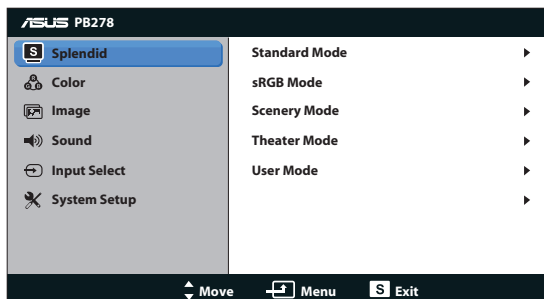 ASUS PB278
S Splendid
Color
Image
Sound
Input Select
System Setup
Standard Mode
sRGB Mode
Scenery Mode
Theater Mode
User Mode
Move Menu S Exit